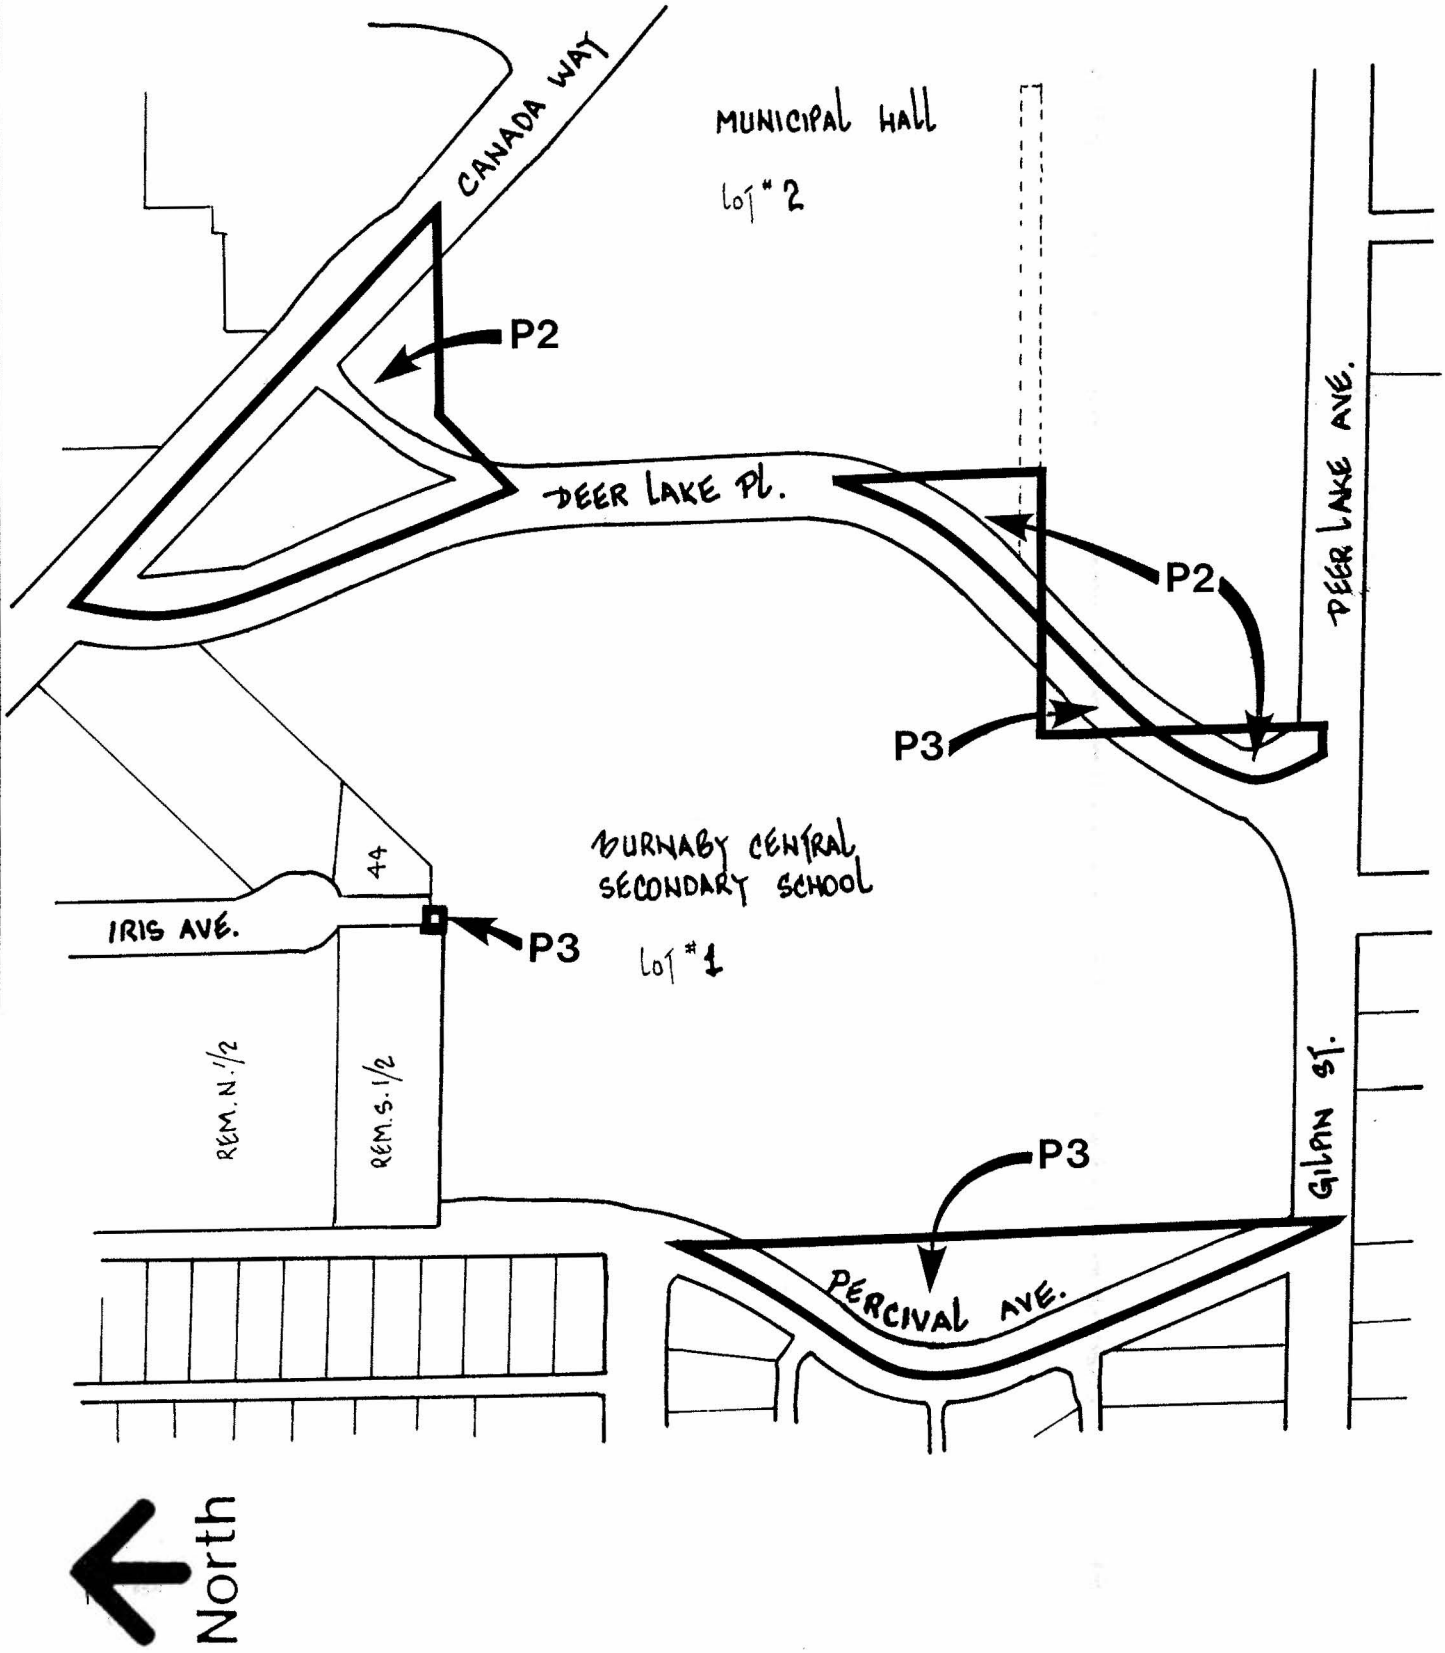 CANADA WAY
MUNICIPAL HALL
LOT # 2
P2
DEER LAKE PL.
DEER LAKE AVE.
P2
P3
44
BURNABY CENTRAL
SECONDARY SCHOOL
IRIS AVE.
P3
LOT # 1
REM. N. 1/2
REM. S. 1/2
GILPIN ST.
P3
PERCIVAL AVE.
North